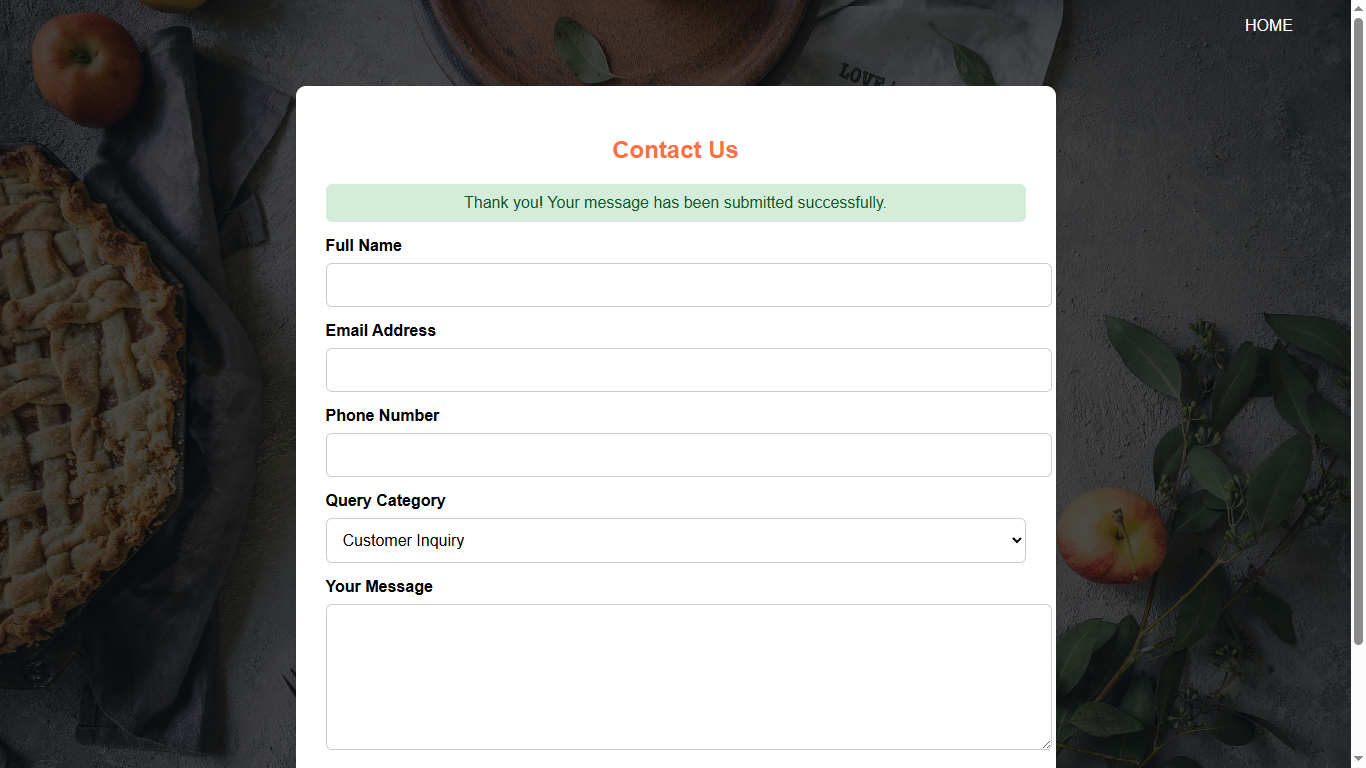 HOME
LOVE
Contact Us
Thank you! Your message has been submitted successfully.
Full Name
Email Address
Phone Number
Query Category
Customer Inquiry
Your Message